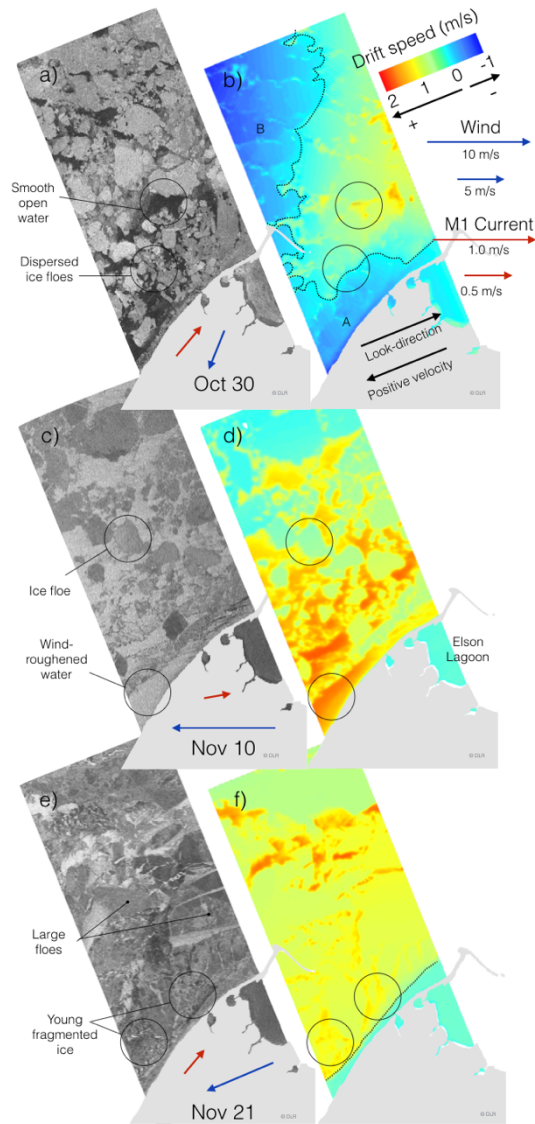 a)
b)
Drift speed (m/s)
2 1 0 -1
+
-
B
Wind
10 m/s
5 m/s
Smooth
open
water
M1 Current
1.0 m/s
0.5 m/s
Dispersed
ice floes
A
Look-direction
Positive velocity
Oct 30
© DLR
© DLR
c)
d)
Ice floe
Wind-
roughened
water
Elson
Lagoon
Nov 10
© DLR
© DLR
e)
f)
Large
floes
Young
fragmented
ice
Nov 21
© DLR
© DLR